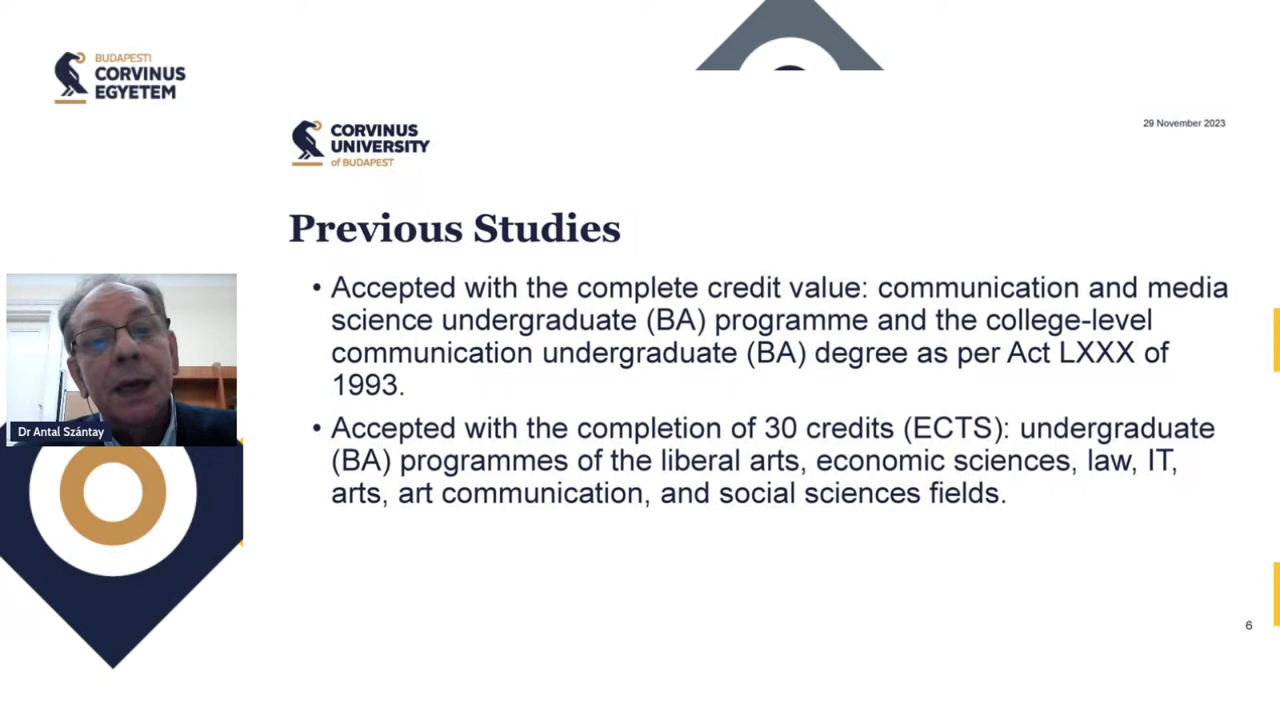 BUDAPESTI
CORVINUS
EGYETEM
CORVINUS
UNIVERSITY
of BUDAPEST
29 November 2023
Previous Studies
• Accepted with the complete credit value: communication and media
science undergraduate (BA) programme and the college-level
communication undergraduate (BA) degree as per Act LXXX of
1993.
• Accepted with the completion of 30 credits (ECTS): undergraduate
(BA) programmes of the liberal arts, economic sciences, law, IT,
arts, art communication, and social sciences fields.
Dr Antal Szántay
6